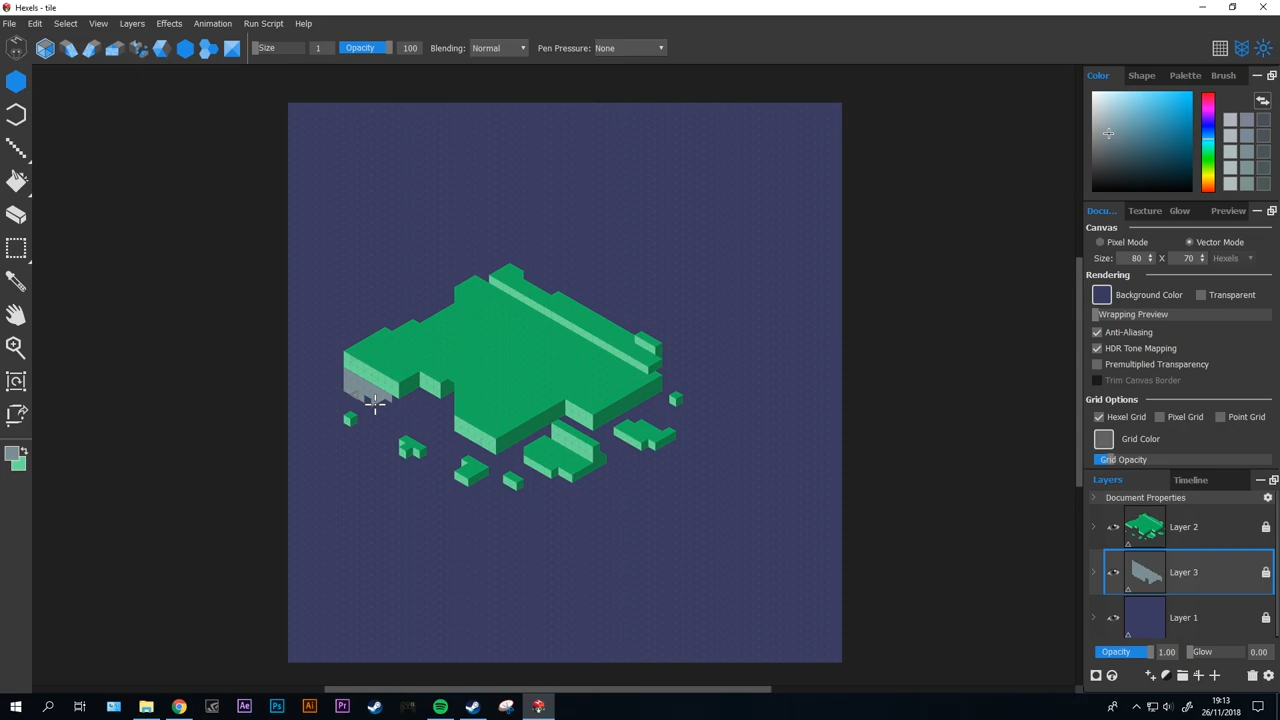 Hexels - tile
File Edit Select View Layers Effects Animation Run Script Help
Size 1 Opacity 100 Blending: Normal Pen Pressure: None
Color Shape Palette Brush
Docu... Texture Glow Preview
Canvas
Pixel Mode Vector Mode
Size: 80 X 70 Hexels
Rendering
Background Color Transparent
Wrapping Preview
Anti-Aliasing
HDR Tone Mapping
Premultiplied Transparency
Trim Canvas Border
Grid Options
Hexel Grid Pixel Grid Point Grid
Grid Color
Grid Opacity
Layers Timeline
Document Properties
Layer 2
Layer 3
Layer 1
Opacity 1.00 Glow 0.00
Ae Ps Ai Pr
19:13
26/11/2018